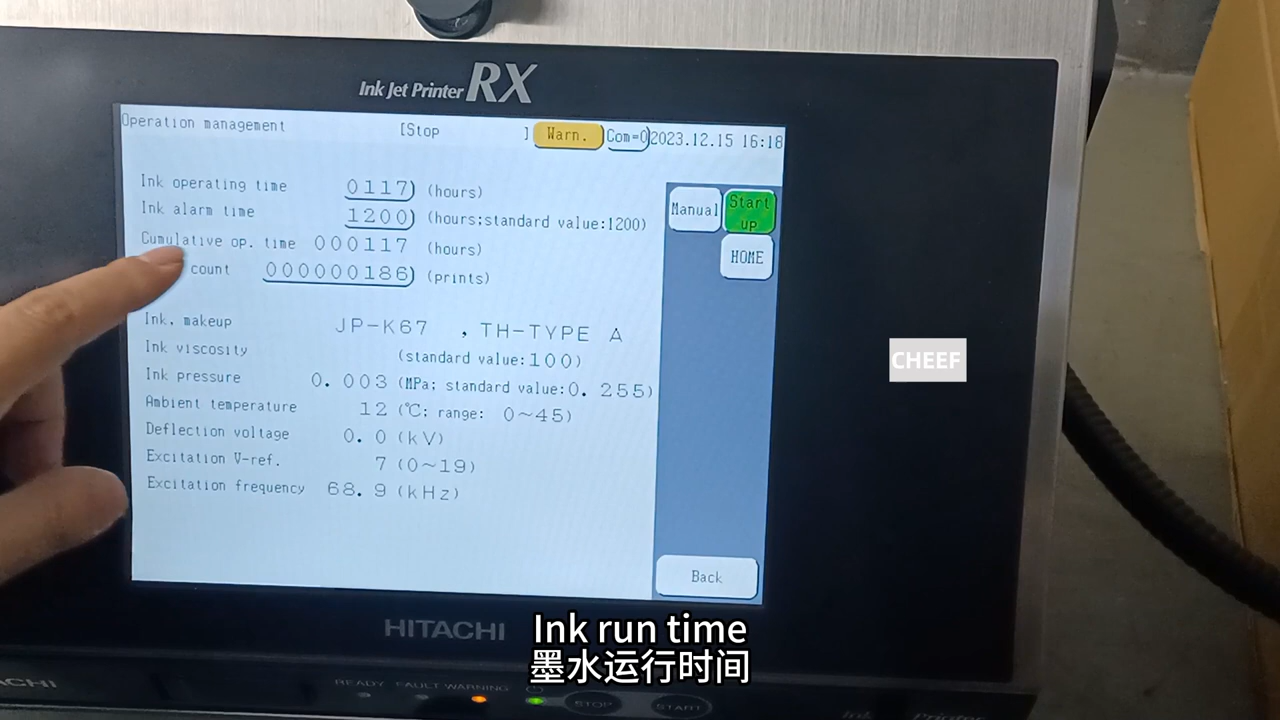 Ink Jet Printer RX
Operation management [Stop ] Warn. Com=0 2023.12.15 16:18
Ink operating time 0117 (hours)
Ink alarm time 1200 (hours;standard value:1200)
Cumulative op. time 000117 (hours)
count 000000186 (prints)
Ink, makeup JP-K67 , TH-TYPE A
Ink viscosity (standard value:100)
Ink pressure 0.003 (MPa; standard value:0.255)
Ambient temperature 12 (℃; range: 0~45)
Deflection voltage 0.0 (kV)
Excitation V-ref. 7 (0~19)
Excitation frequency 68.9 (kHz)
Manual
Start up
HOME
Back
CHEEF
HITACHI
Ink run time
墨水运行时间
READY FAULT WARNING
STOP START